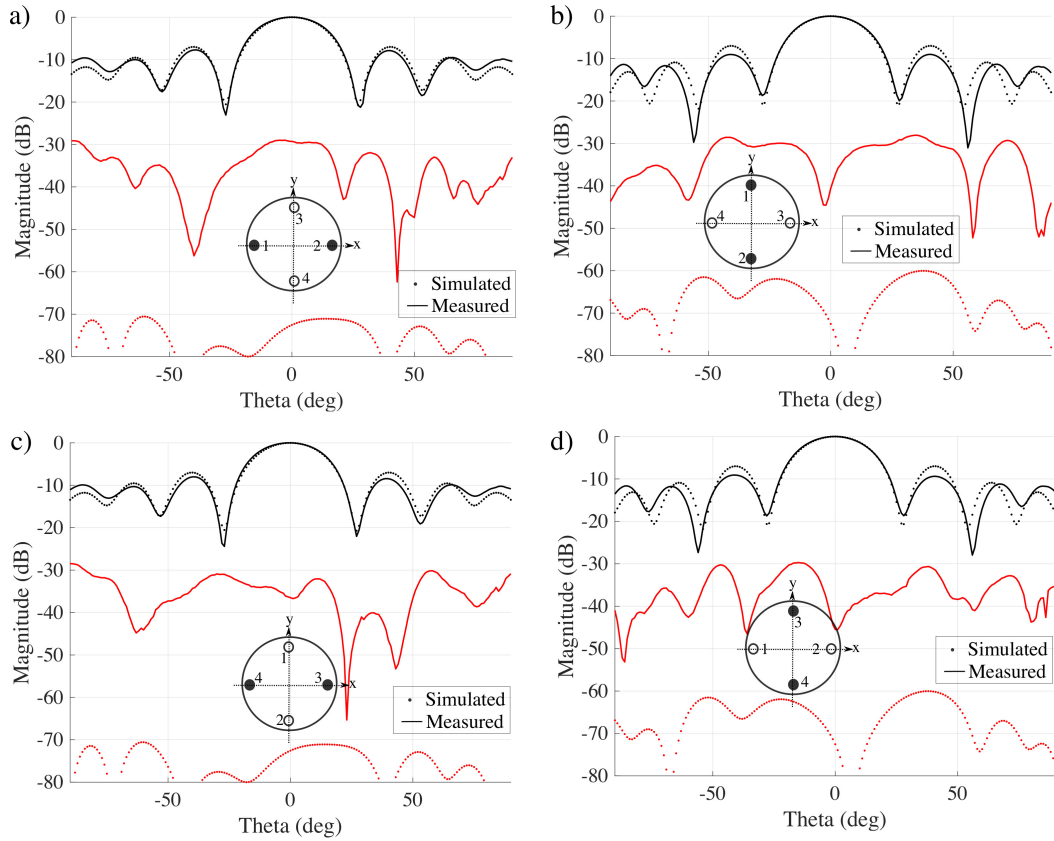 a)
0
-10
-20
-30
-40
-50
-60
-70
-80
Magnitude (dB)
-50 0 50
Theta (deg)
y
3
1 2 x
4
Simulated
Measured
b)
0
-10
-20
-30
-40
-50
-60
-70
-80
Magnitude (dB)
-50 0 50
Theta (deg)
y
1
4 3 x
2
Simulated
Measured
c)
0
-10
-20
-30
-40
-50
-60
-70
-80
Magnitude (dB)
-50 0 50
Theta (deg)
y
1
4 3 x
2
Simulated
Measured
d)
0
-10
-20
-30
-40
-50
-60
-70
-80
Magnitude (dB)
-50 0 50
Theta (deg)
y
3
1 2 x
4
Simulated
Measured